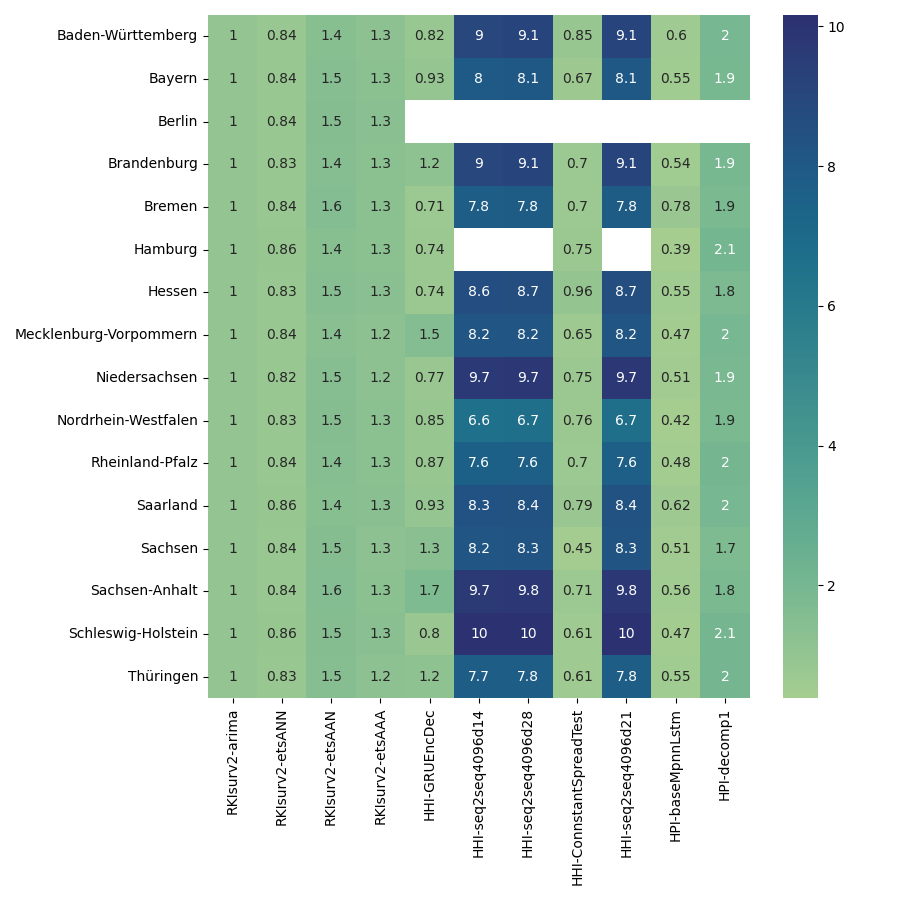 Baden-Württemberg 1 0.84 1.4 1.3 0.82 9 9.1 0.85 9.1 0.6 2
Bayern 1 0.84 1.5 1.3 0.93 8 8.1 0.67 8.1 0.55 1.9
Berlin 1 0.84 1.5 1.3
Brandenburg 1 0.83 1.4 1.3 1.2 9 9.1 0.7 9.1 0.54 1.9
Bremen 1 0.84 1.6 1.3 0.71 7.8 7.8 0.7 7.8 0.78 1.9
Hamburg 1 0.86 1.4 1.3 0.74 0.75 0.39 2.1
Hessen 1 0.83 1.5 1.3 0.74 8.6 8.7 0.96 8.7 0.55 1.8
Mecklenburg-Vorpommern 1 0.84 1.4 1.2 1.5 8.2 8.2 0.65 8.2 0.47 2
Niedersachsen 1 0.82 1.5 1.2 0.77 9.7 9.7 0.75 9.7 0.51 1.9
Nordrhein-Westfalen 1 0.83 1.5 1.3 0.85 6.6 6.7 0.76 6.7 0.42 1.9
Rheinland-Pfalz 1 0.84 1.4 1.3 0.87 7.6 7.6 0.7 7.6 0.48 2
Saarland 1 0.86 1.4 1.3 0.93 8.3 8.4 0.79 8.4 0.62 2
Sachsen 1 0.84 1.5 1.3 1.3 8.2 8.3 0.45 8.3 0.51 1.7
Sachsen-Anhalt 1 0.84 1.6 1.3 1.7 9.7 9.8 0.71 9.8 0.56 1.8
Schleswig-Holstein 1 0.86 1.5 1.3 0.8 10 10 0.61 10 0.47 2.1
Thüringen 1 0.83 1.5 1.2 1.2 7.7 7.8 0.61 7.8 0.55 2
RKIsurv2-arima
RKIsurv2-etsANN
RKIsurv2-etsAAN
RKIsurv2-etsAAA
HHI-GRUEncDec
HHI-seq2seq4096d14
HHI-seq2seq4096d28
HHI-ConnstantSpreadTest
HHI-seq2seq4096d21
HPI-baseMpnnLstm
HPI-decomp1
10
8
6
4
2